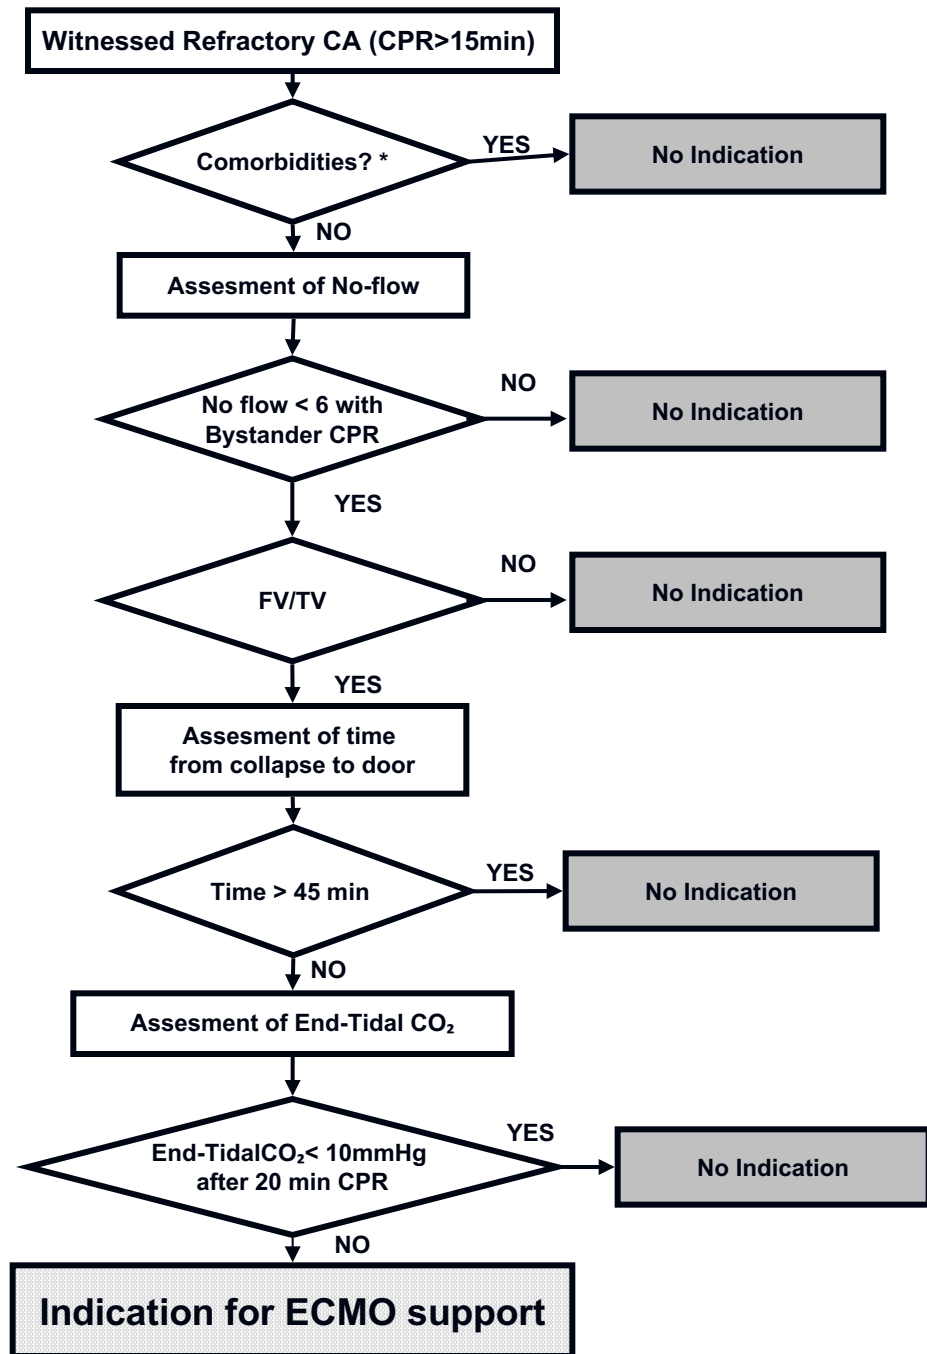 Witnessed Refractory CA (CPR>15min)
Comorbidities? *
YES
No Indication
NO
Assesment of No-flow
No flow < 6 with
Bystander CPR
NO
No Indication
YES
FV/TV
NO
No Indication
YES
Assesment of time
from collapse to door
Time > 45 min
YES
No Indication
NO
Assesment of End-Tidal CO₂
End-TidalCO₂< 10mmHg
after 20 min CPR
YES
No Indication
NO
Indication for ECMO support